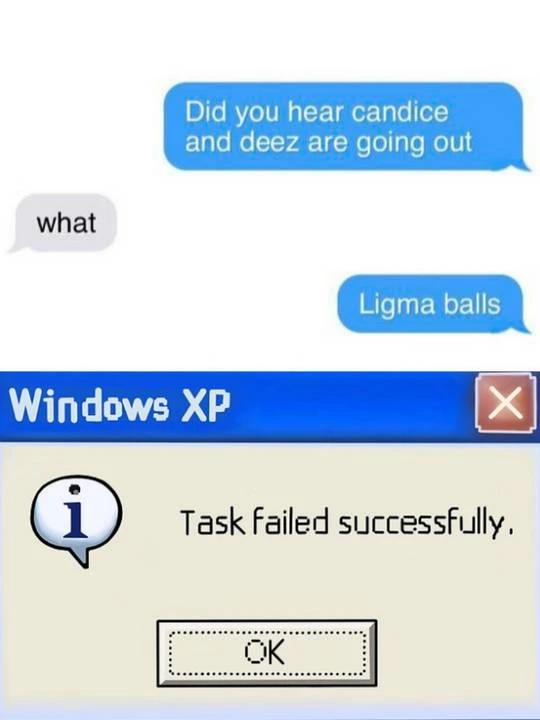 Did you hear candice
and deez are going out
what
Ligma balls
Windows XP
Task failed successfully.
OK